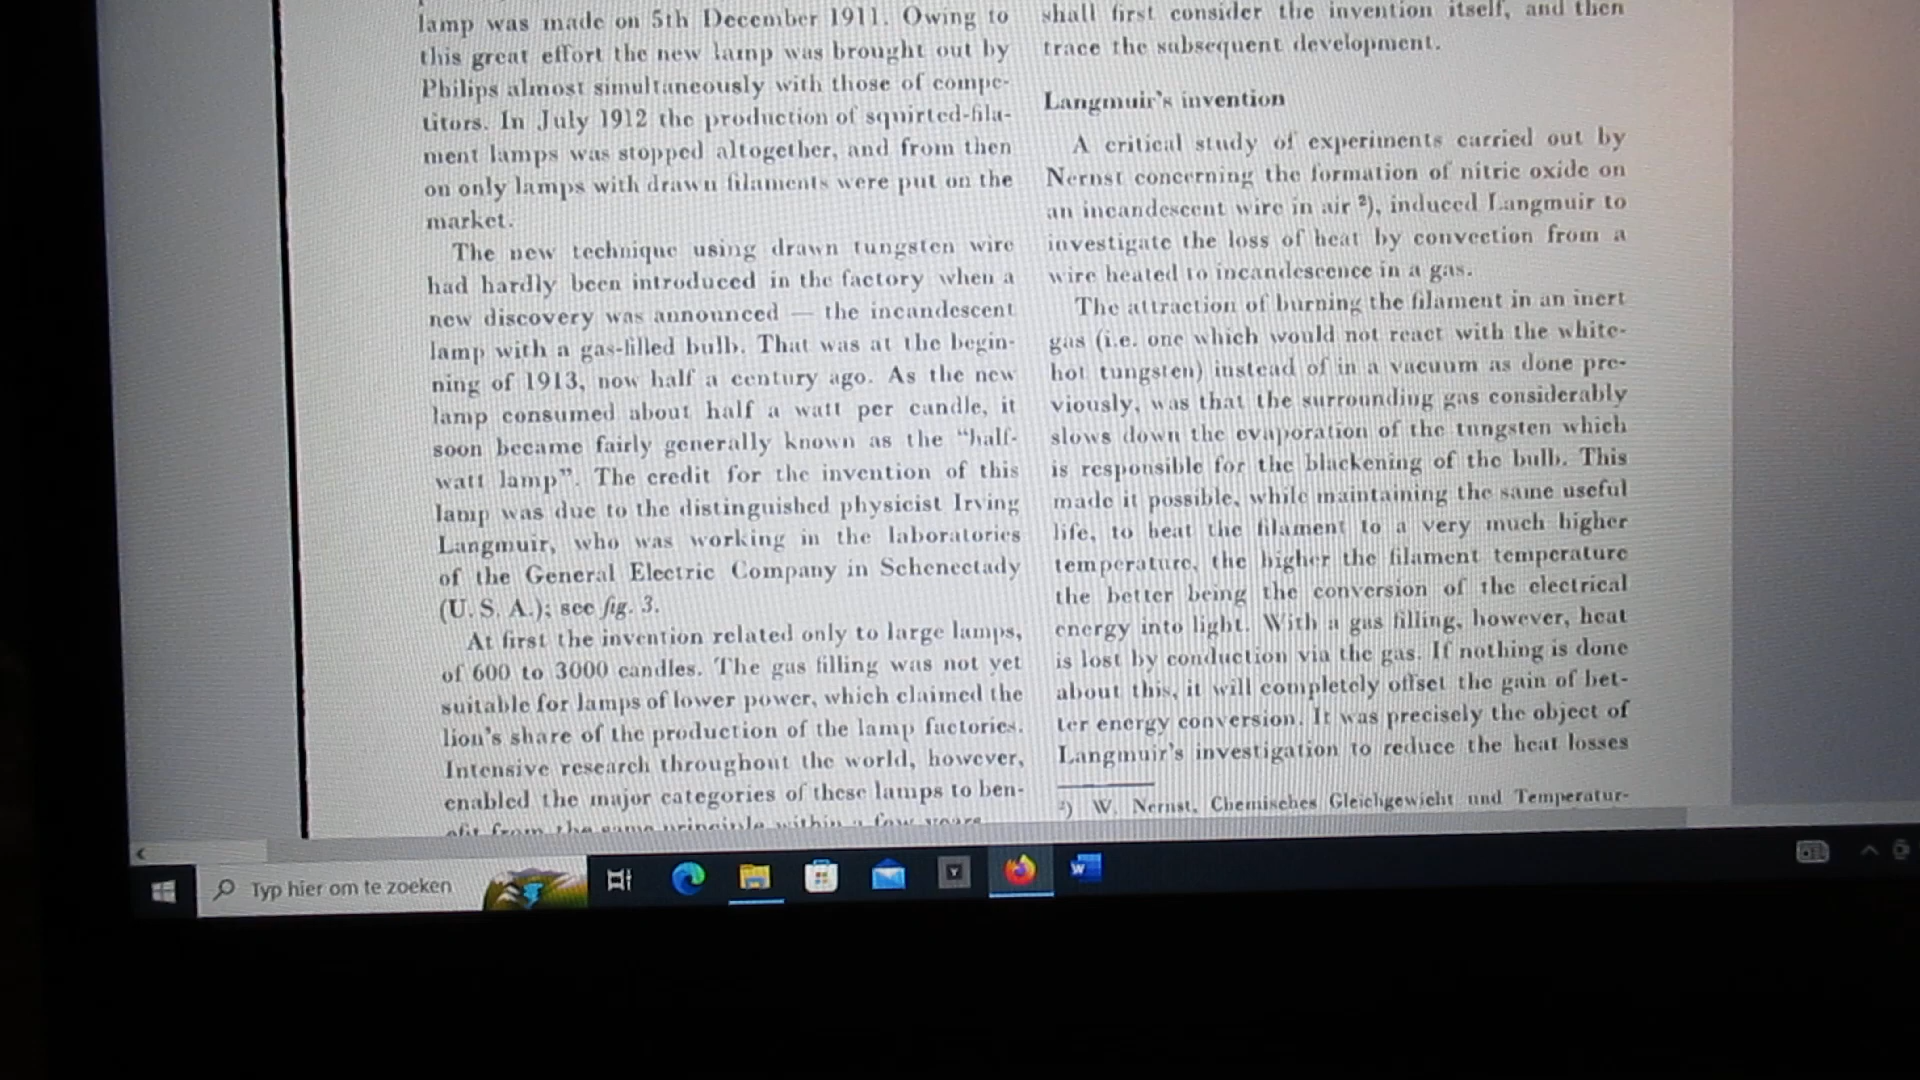 lamp was made on 5th December 1911. Owing to
this great effort the new lamp was brought out by
Philips almost simultaneously with those of compe-
titors. In July 1912 the production of squirted-fila-
ment lamps was stopped altogether, and from then
on only lamps with drawn filaments were put on the
market.
The new technique using drawn tungsten wire
had hardly been introduced in the factory when a
new discovery was announced — the incandescent
lamp with a gas-filled bulb. That was at the begin-
ning of 1913, now half a century ago. As the new
lamp consumed about half a watt per candle, it
soon became fairly generally known as the “half-
watt lamp”. The credit for the invention of this
lamp was due to the distinguished physicist Irving
Langmuir, who was working in the laboratories
of the General Electric Company in Schenectady
(U. S. A.); see fig. 3.
At first the invention related only to large lamps,
of 600 to 3000 candles. The gas filling was not yet
suitable for lamps of lower power, which claimed the
lion's share of the production of the lamp factories.
Intensive research throughout the world, however,
enabled the major categories of these lamps to ben-
efit from the same principle within a few years.
shall first consider the invention itself, and then
trace the subsequent development.
Langmuir's invention
A critical study of experiments carried out by
Nernst concerning the formation of nitric oxide on
an incandescent wire in air ²), induced Langmuir to
investigate the loss of heat by convection from a
wire heated to incandescence in a gas.
The attraction of burning the filament in an inert
gas (i.e. one which would not react with the white-
hot tungsten) instead of in a vacuum as done pre-
viously, was that the surrounding gas considerably
slows down the evaporation of the tungsten which
is responsible for the blackening of the bulb. This
made it possible, while maintaining the same useful
life, to heat the filament to a very much higher
temperature, the higher the filament temperature
the better being the conversion of the electrical
energy into light. With a gas filling, however, heat
is lost by conduction via the gas. If nothing is done
about this, it will completely offset the gain of bet-
ter energy conversion. It was precisely the object of
Langmuir's investigation to reduce the heat losses
²) W. Nernst, Chemisches Gleichgewicht und Temperatur-
Typ hier om te zoeken